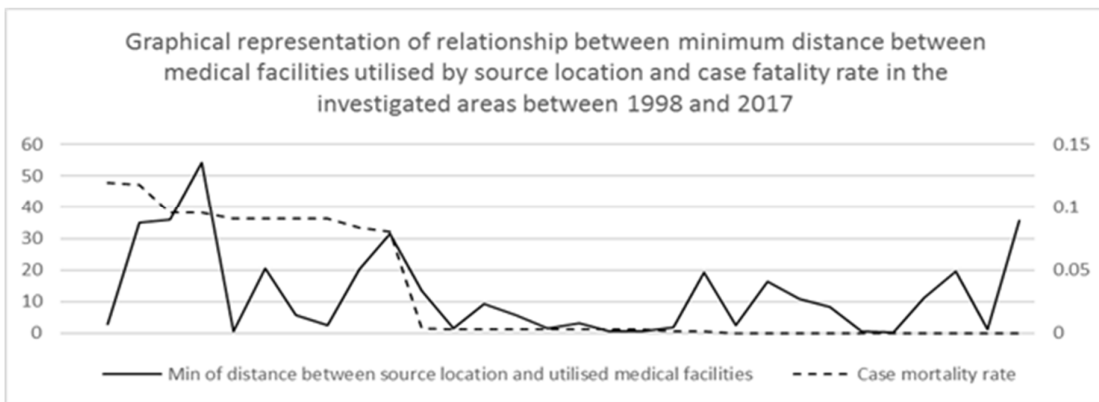 Graphical representation of relationship between minimum distance between
medical facilities utilised by source location and case fatality rate in the
investigated areas between 1998 and 2017
60 0.15
50
40 0.1
30
20 0.05
10
0 0
Min of distance between source location and utilised medical facilities Case mortality rate